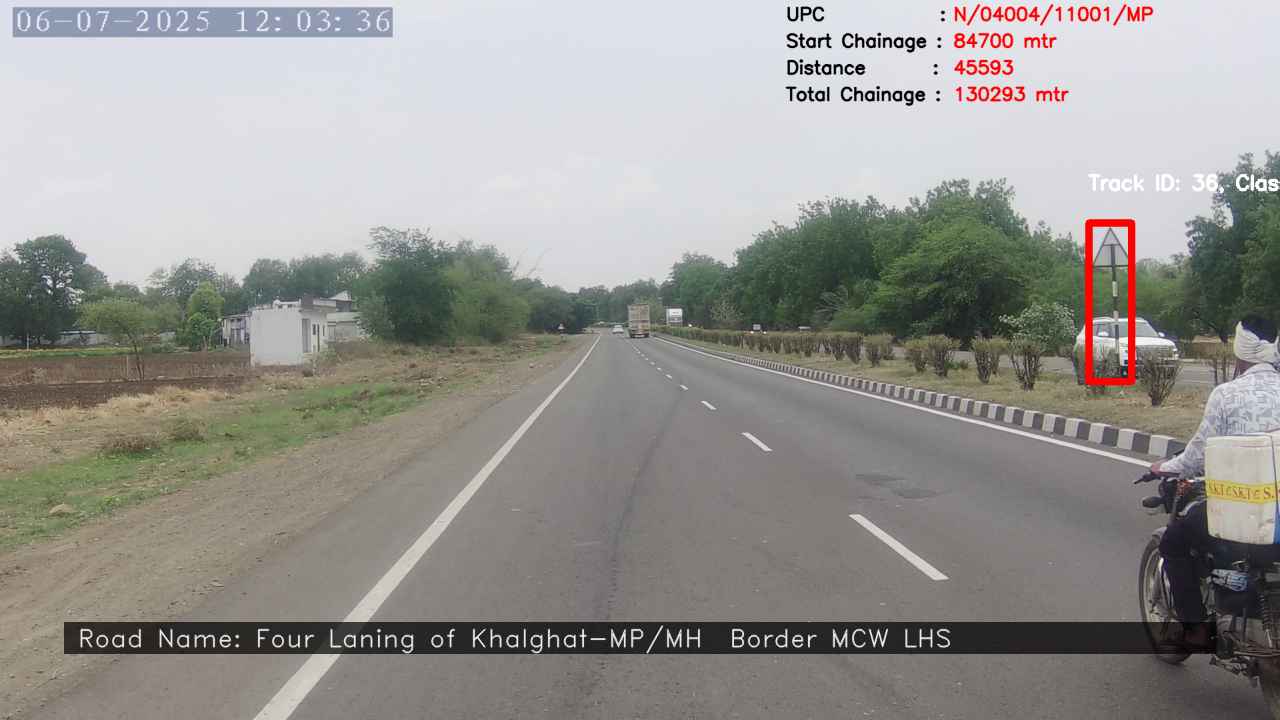 06-07-2025 12:03:36
UPC : N/04004/11001/MP
Start Chainage : 84700 mtr
Distance : 45593
Total Chainage : 130293 mtr
Track ID: 36, Clas
Road Name: Four Laning of Khalghat-MP/MH Border MCW LHS